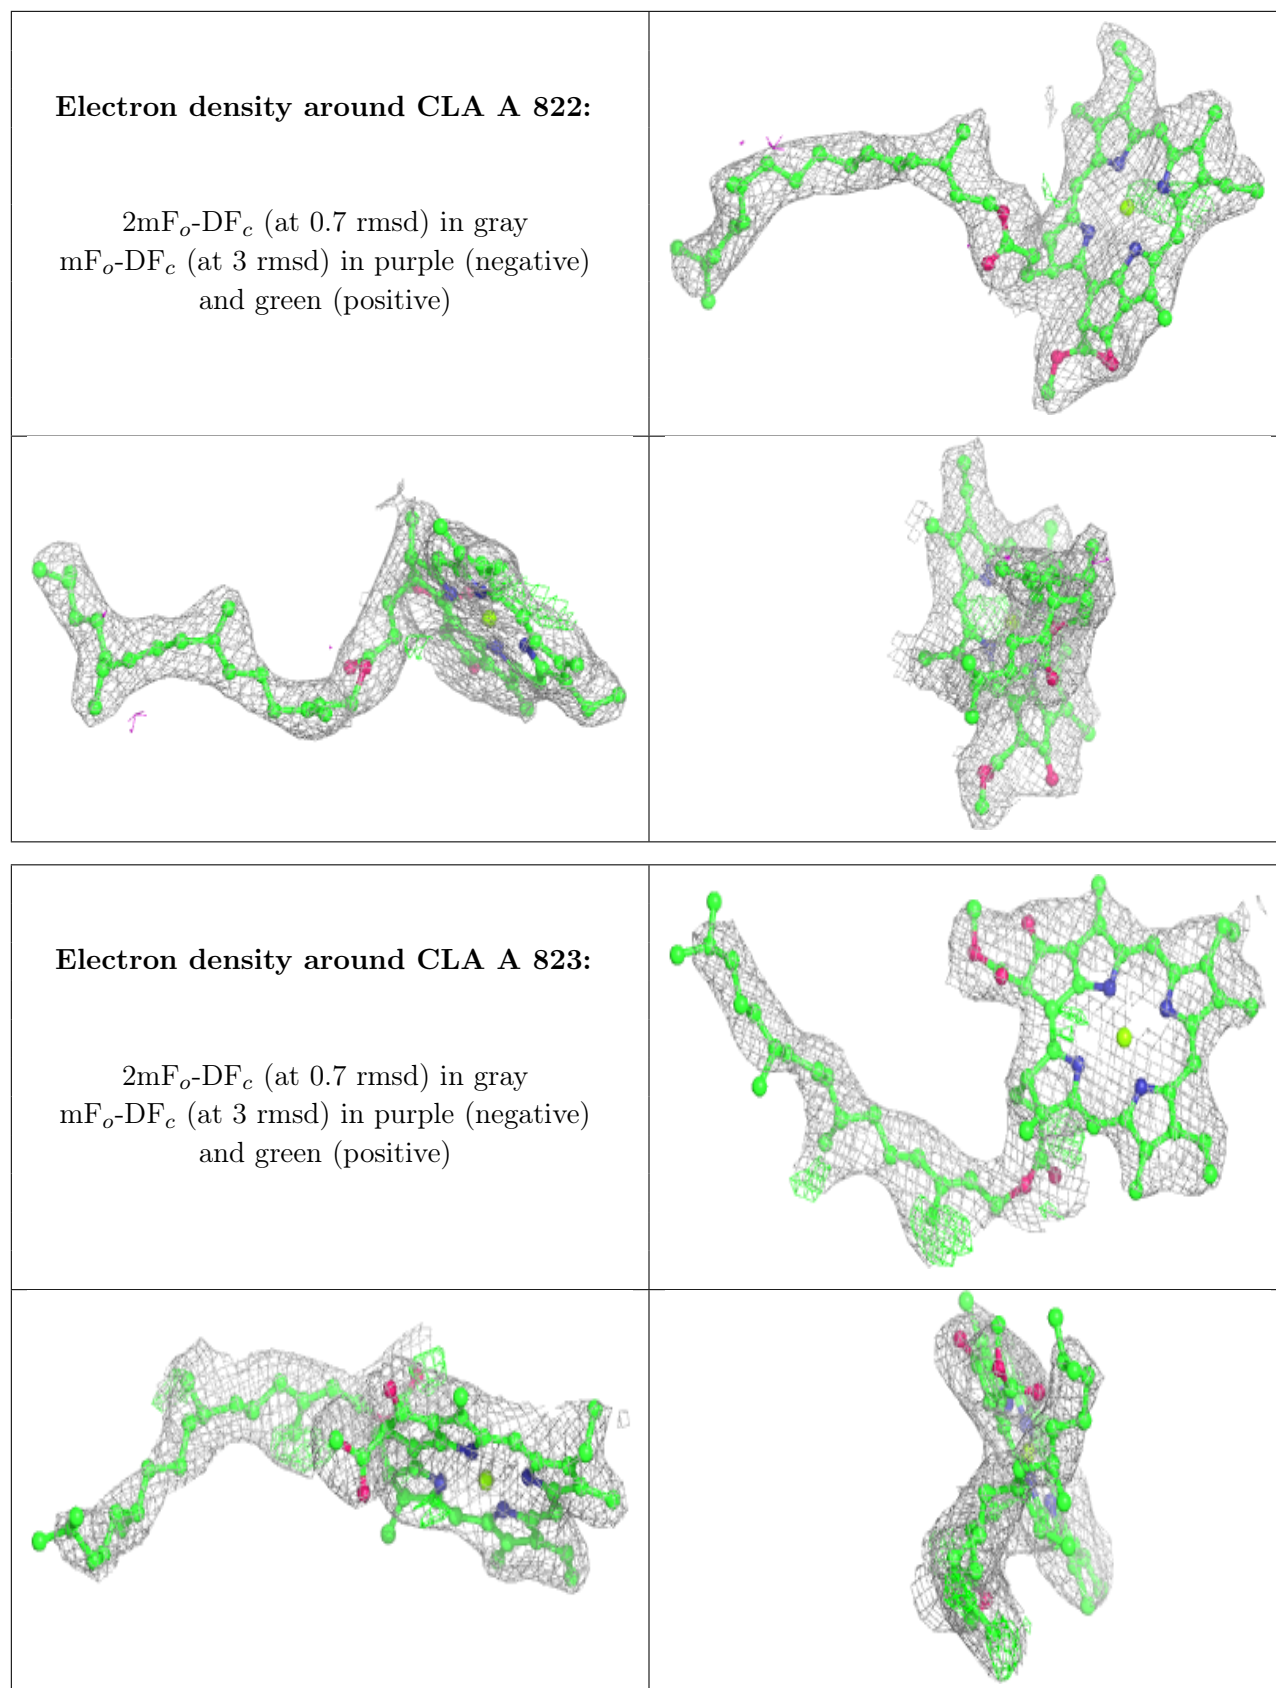 Electron density around CLA A 822:
2mFo-DFc (at 0.7 rmsd) in gray
mFo-DFc (at 3 rmsd) in purple (negative)
and green (positive)
Electron density around CLA A 823:
2mFo-DFc (at 0.7 rmsd) in gray
mFo-DFc (at 3 rmsd) in purple (negative)
and green (positive)